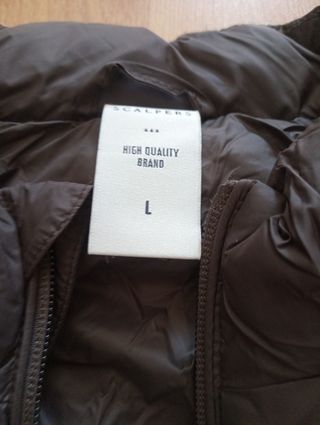 SCALPERS
HIGH QUALITY
BRAND
L